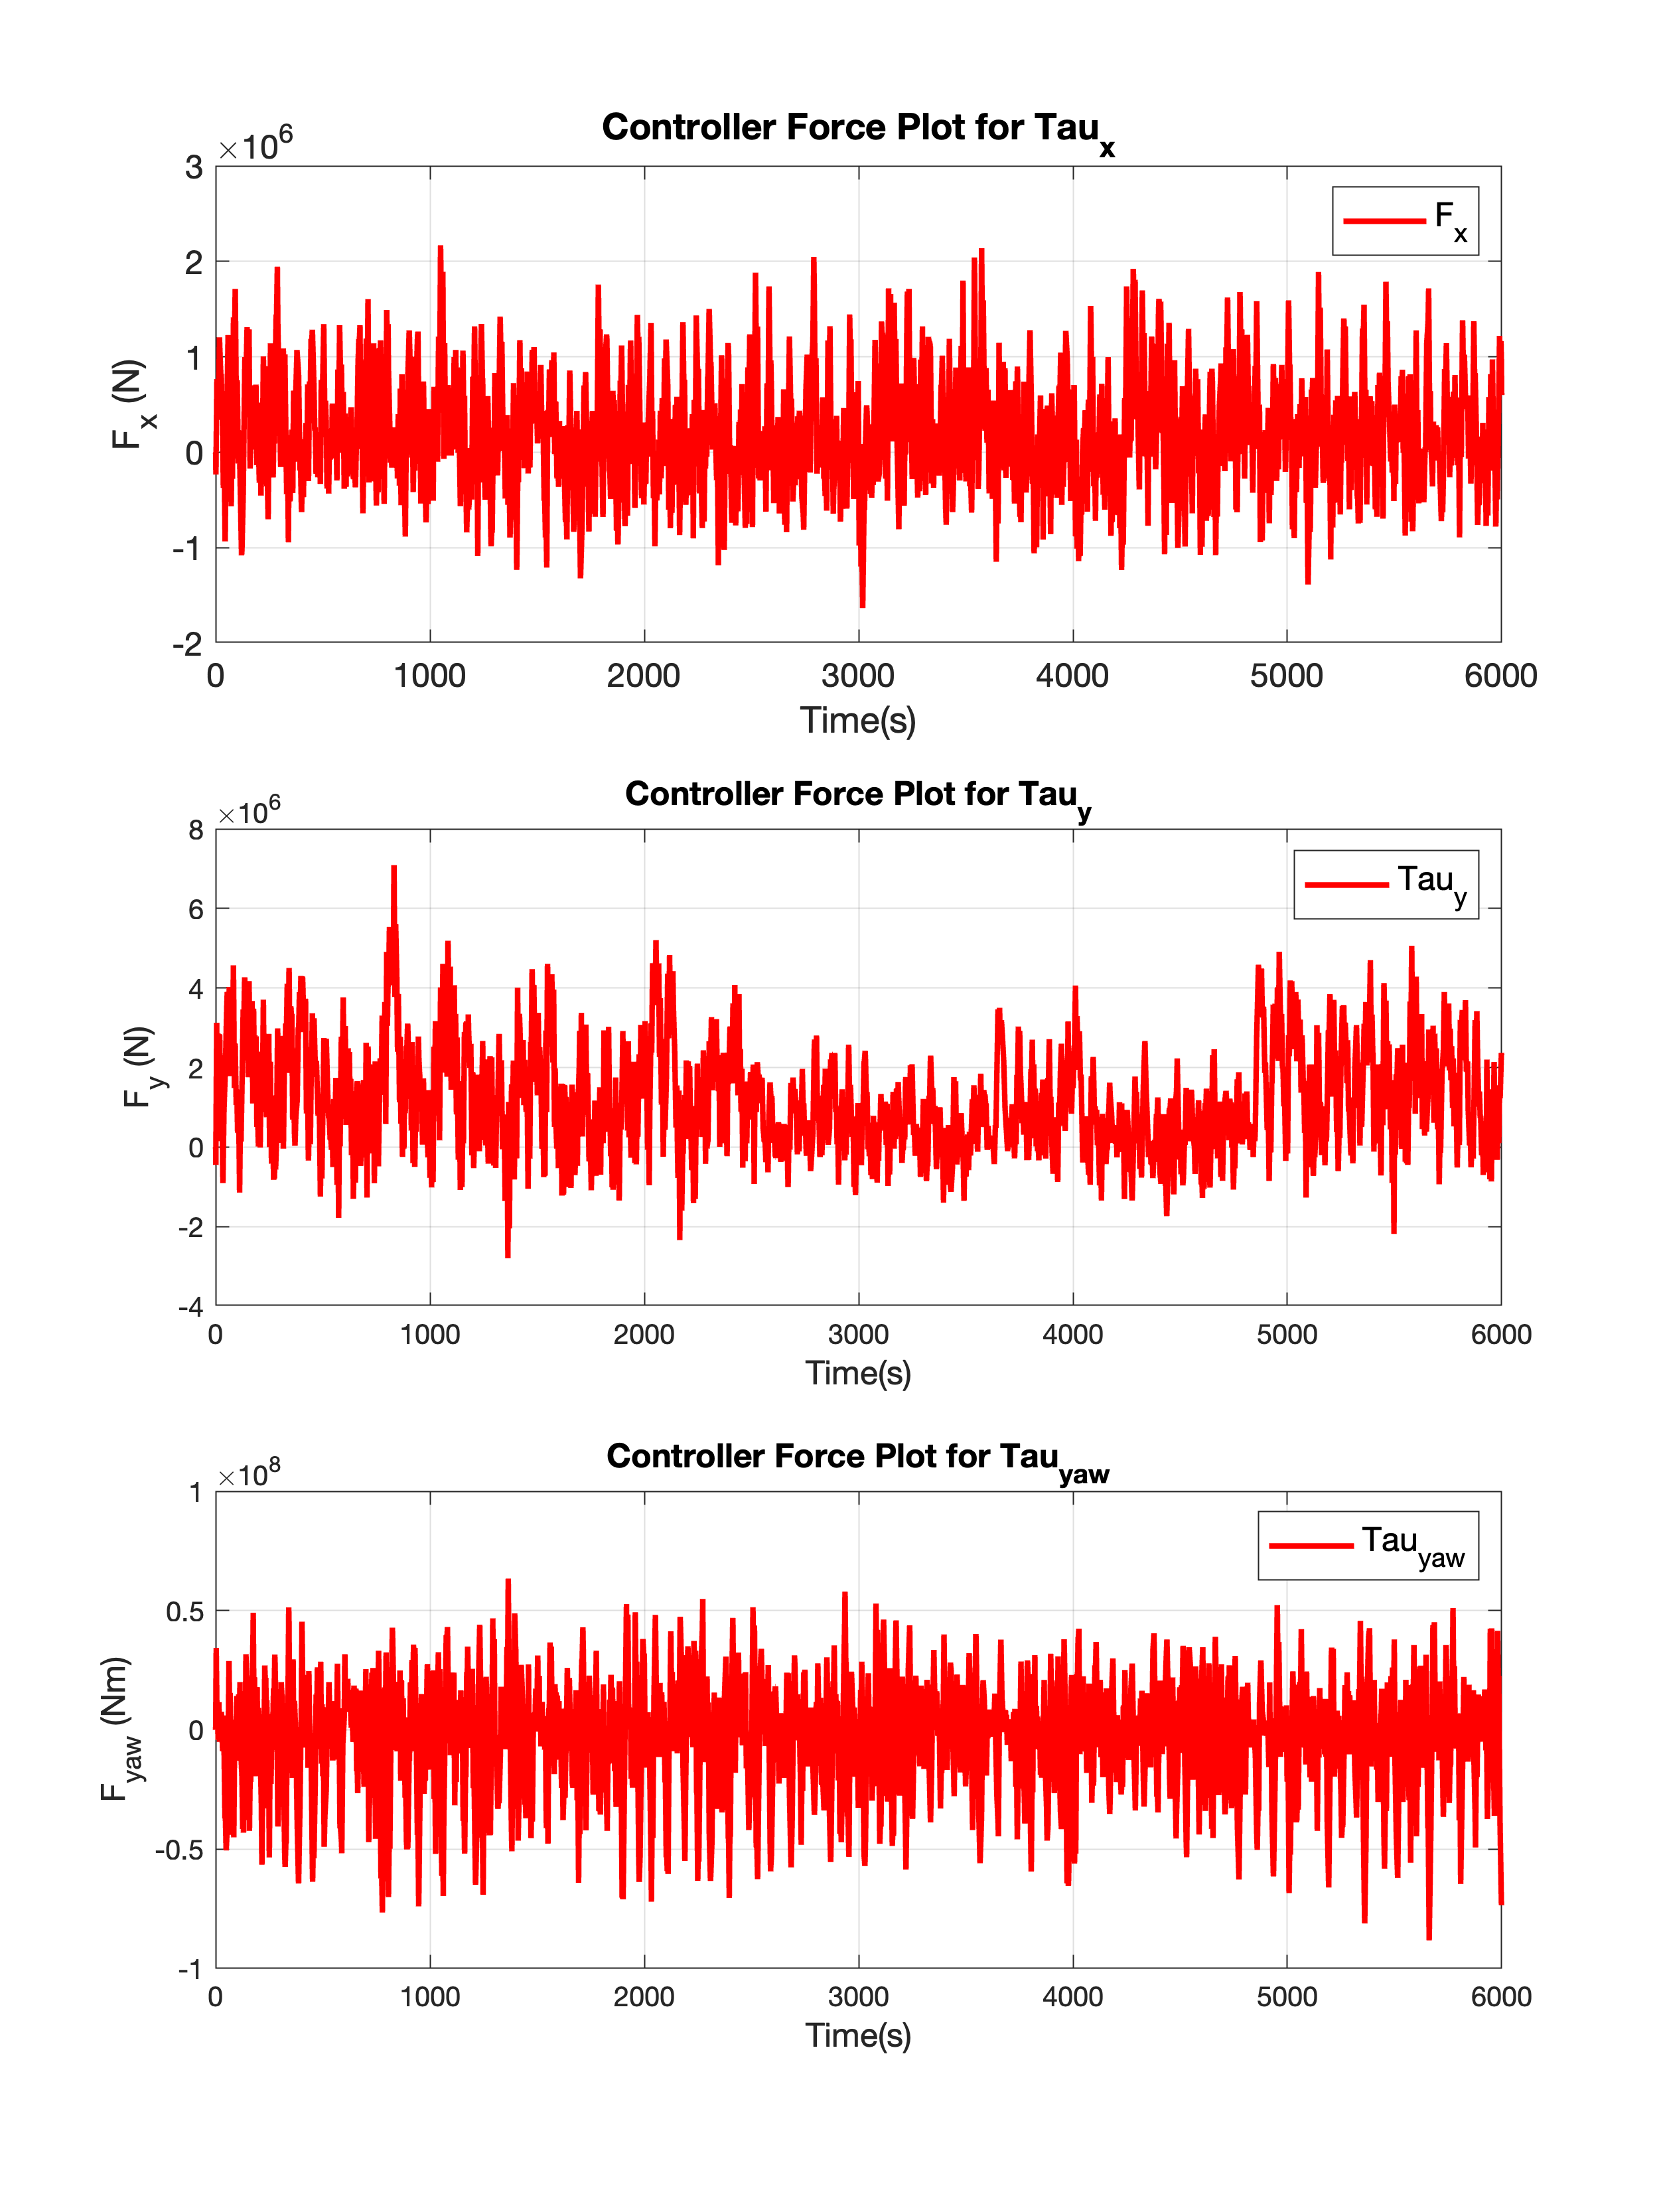 Controller Force Plot for Tau_x
×10^6
3
2
1
0
-1
-2
F_x (N)
F_x
0 1000 2000 3000 4000 5000 6000
Time(s)
Controller Force Plot for Tau_y
×10^6
8
6
4
2
0
-2
-4
F_y (N)
Tau_y
0 1000 2000 3000 4000 5000 6000
Time(s)
Controller Force Plot for Tau_yaw
×10^8
1
0.5
0
-0.5
-1
F_yaw (Nm)
Tau_yaw
0 1000 2000 3000 4000 5000 6000
Time(s)